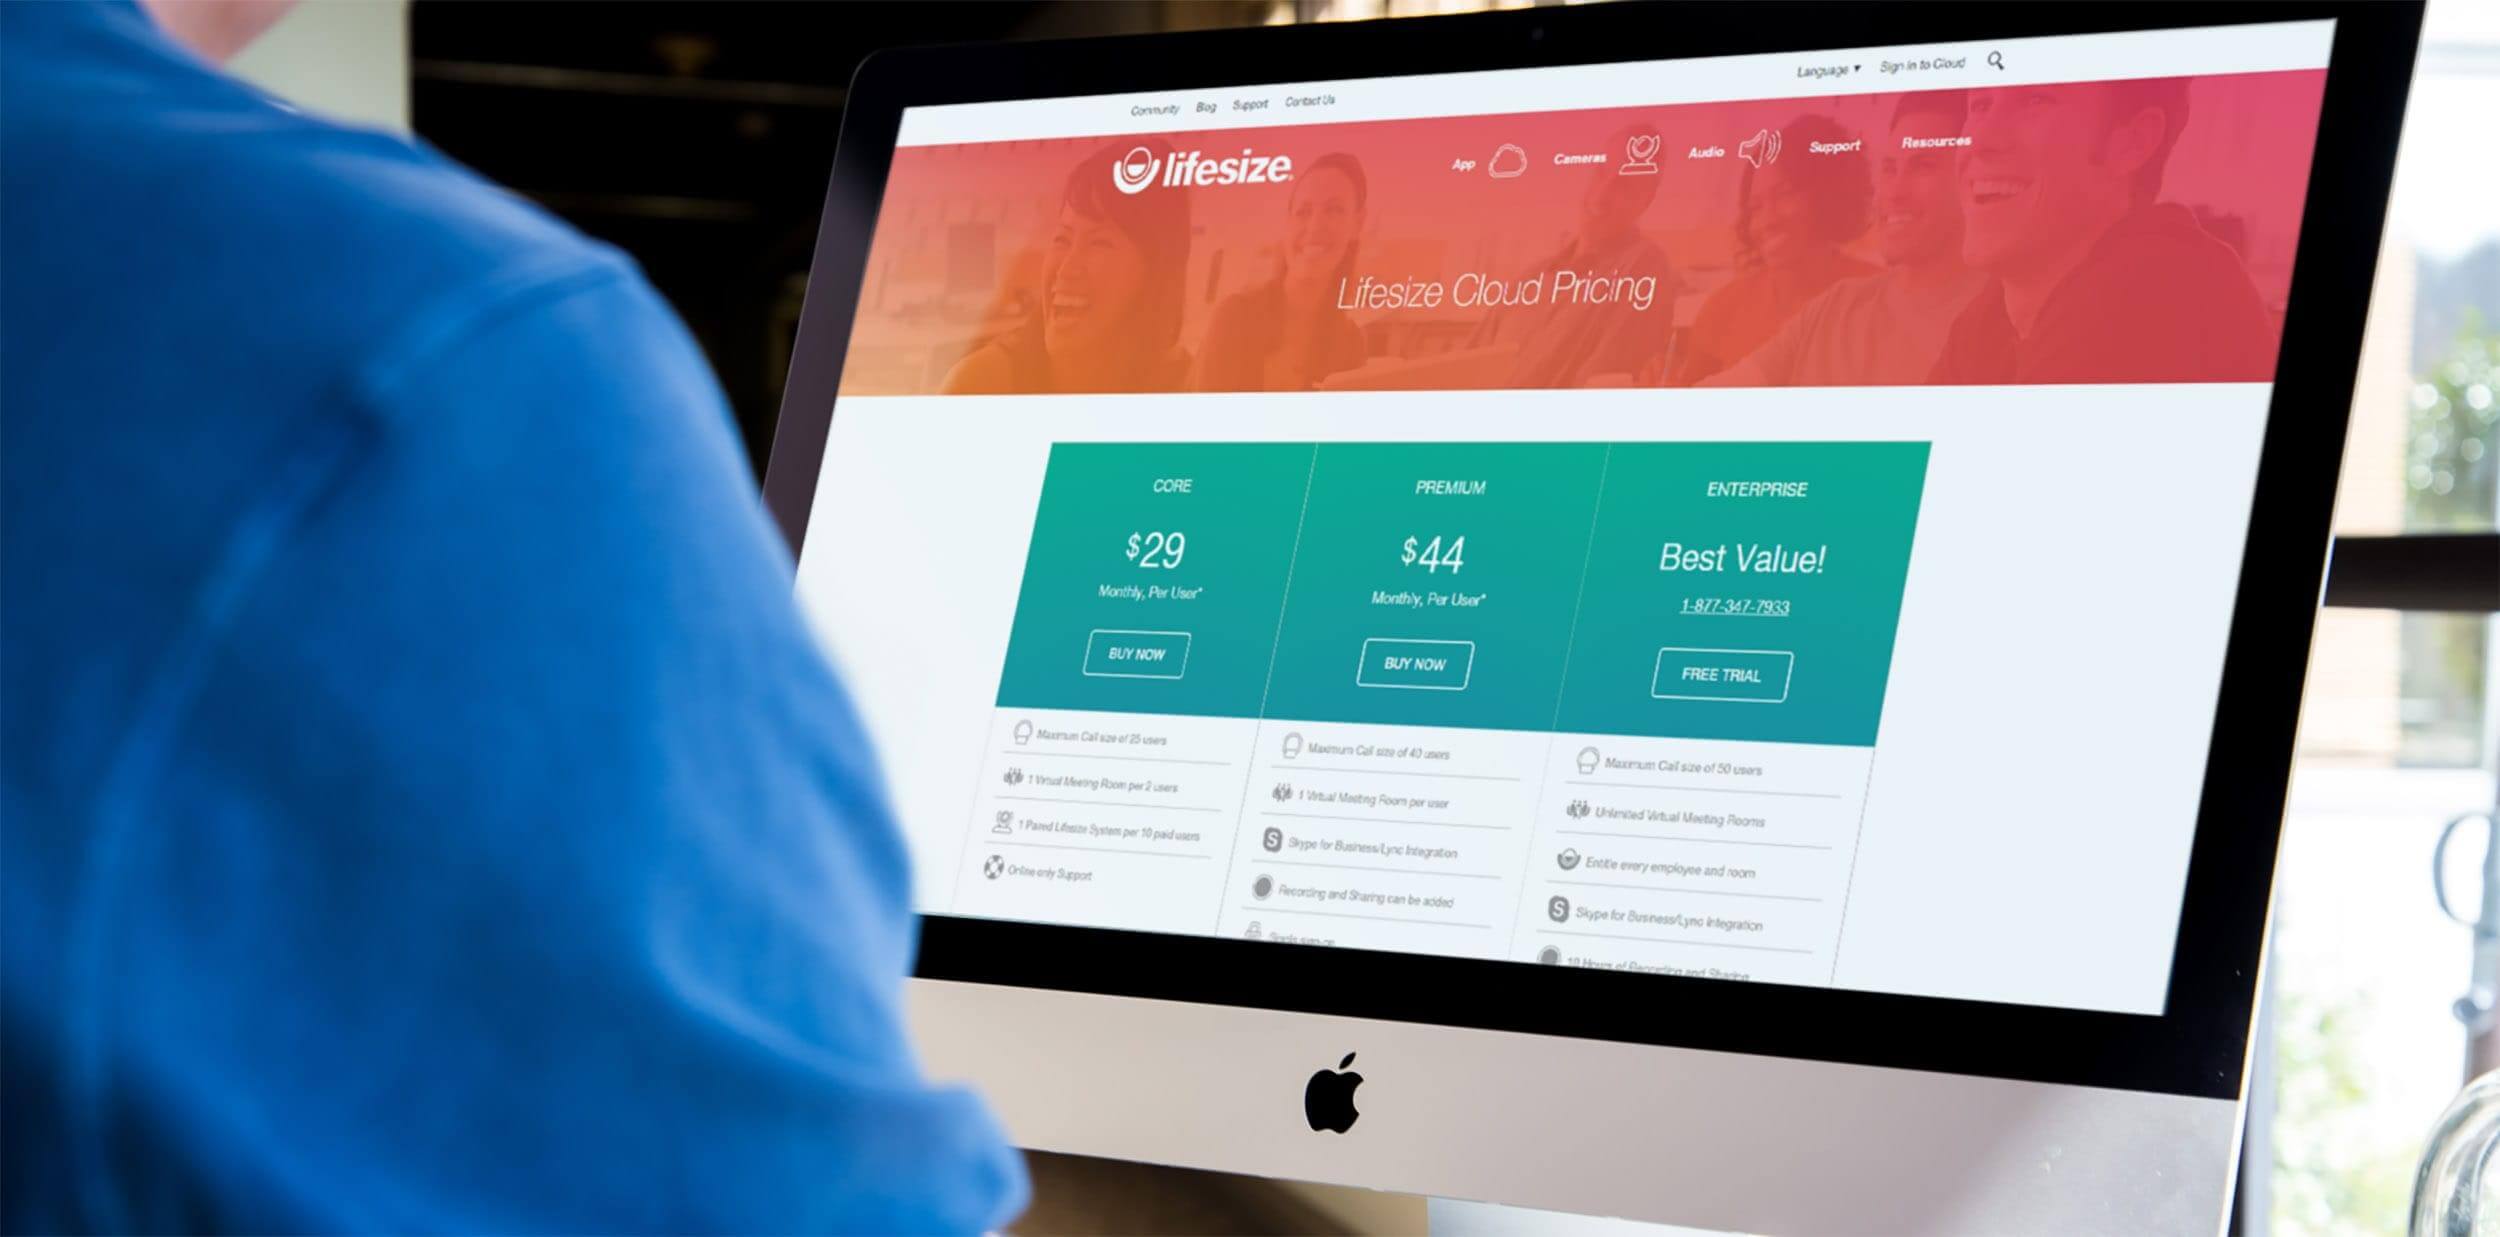 Community Blog Support Contact Us
Language Sign in to Cloud
lifesize
App Cameras Audio Support Resources
Lifesize Cloud Pricing
CORE
$29
Monthly, Per User*
BUY NOW
Maximum Call size of 25 users
1 Virtual Meeting Room per 2 users
1 Paired Lifesize System per 10 paid users
Online only Support
PREMIUM
$44
Monthly, Per User*
BUY NOW
Maximum Call size of 40 users
1 Virtual Meeting Room per user
Skype for Business/Lync Integration
Recording and Sharing can be added
ENTERPRISE
Best Value!
1-877-347-7933
FREE TRIAL
Maximum Call size of 50 users
Unlimited Virtual Meeting Rooms
Entitle every employee and room
Skype for Business/Lync Integration
10 Hours of Recording and Sharing